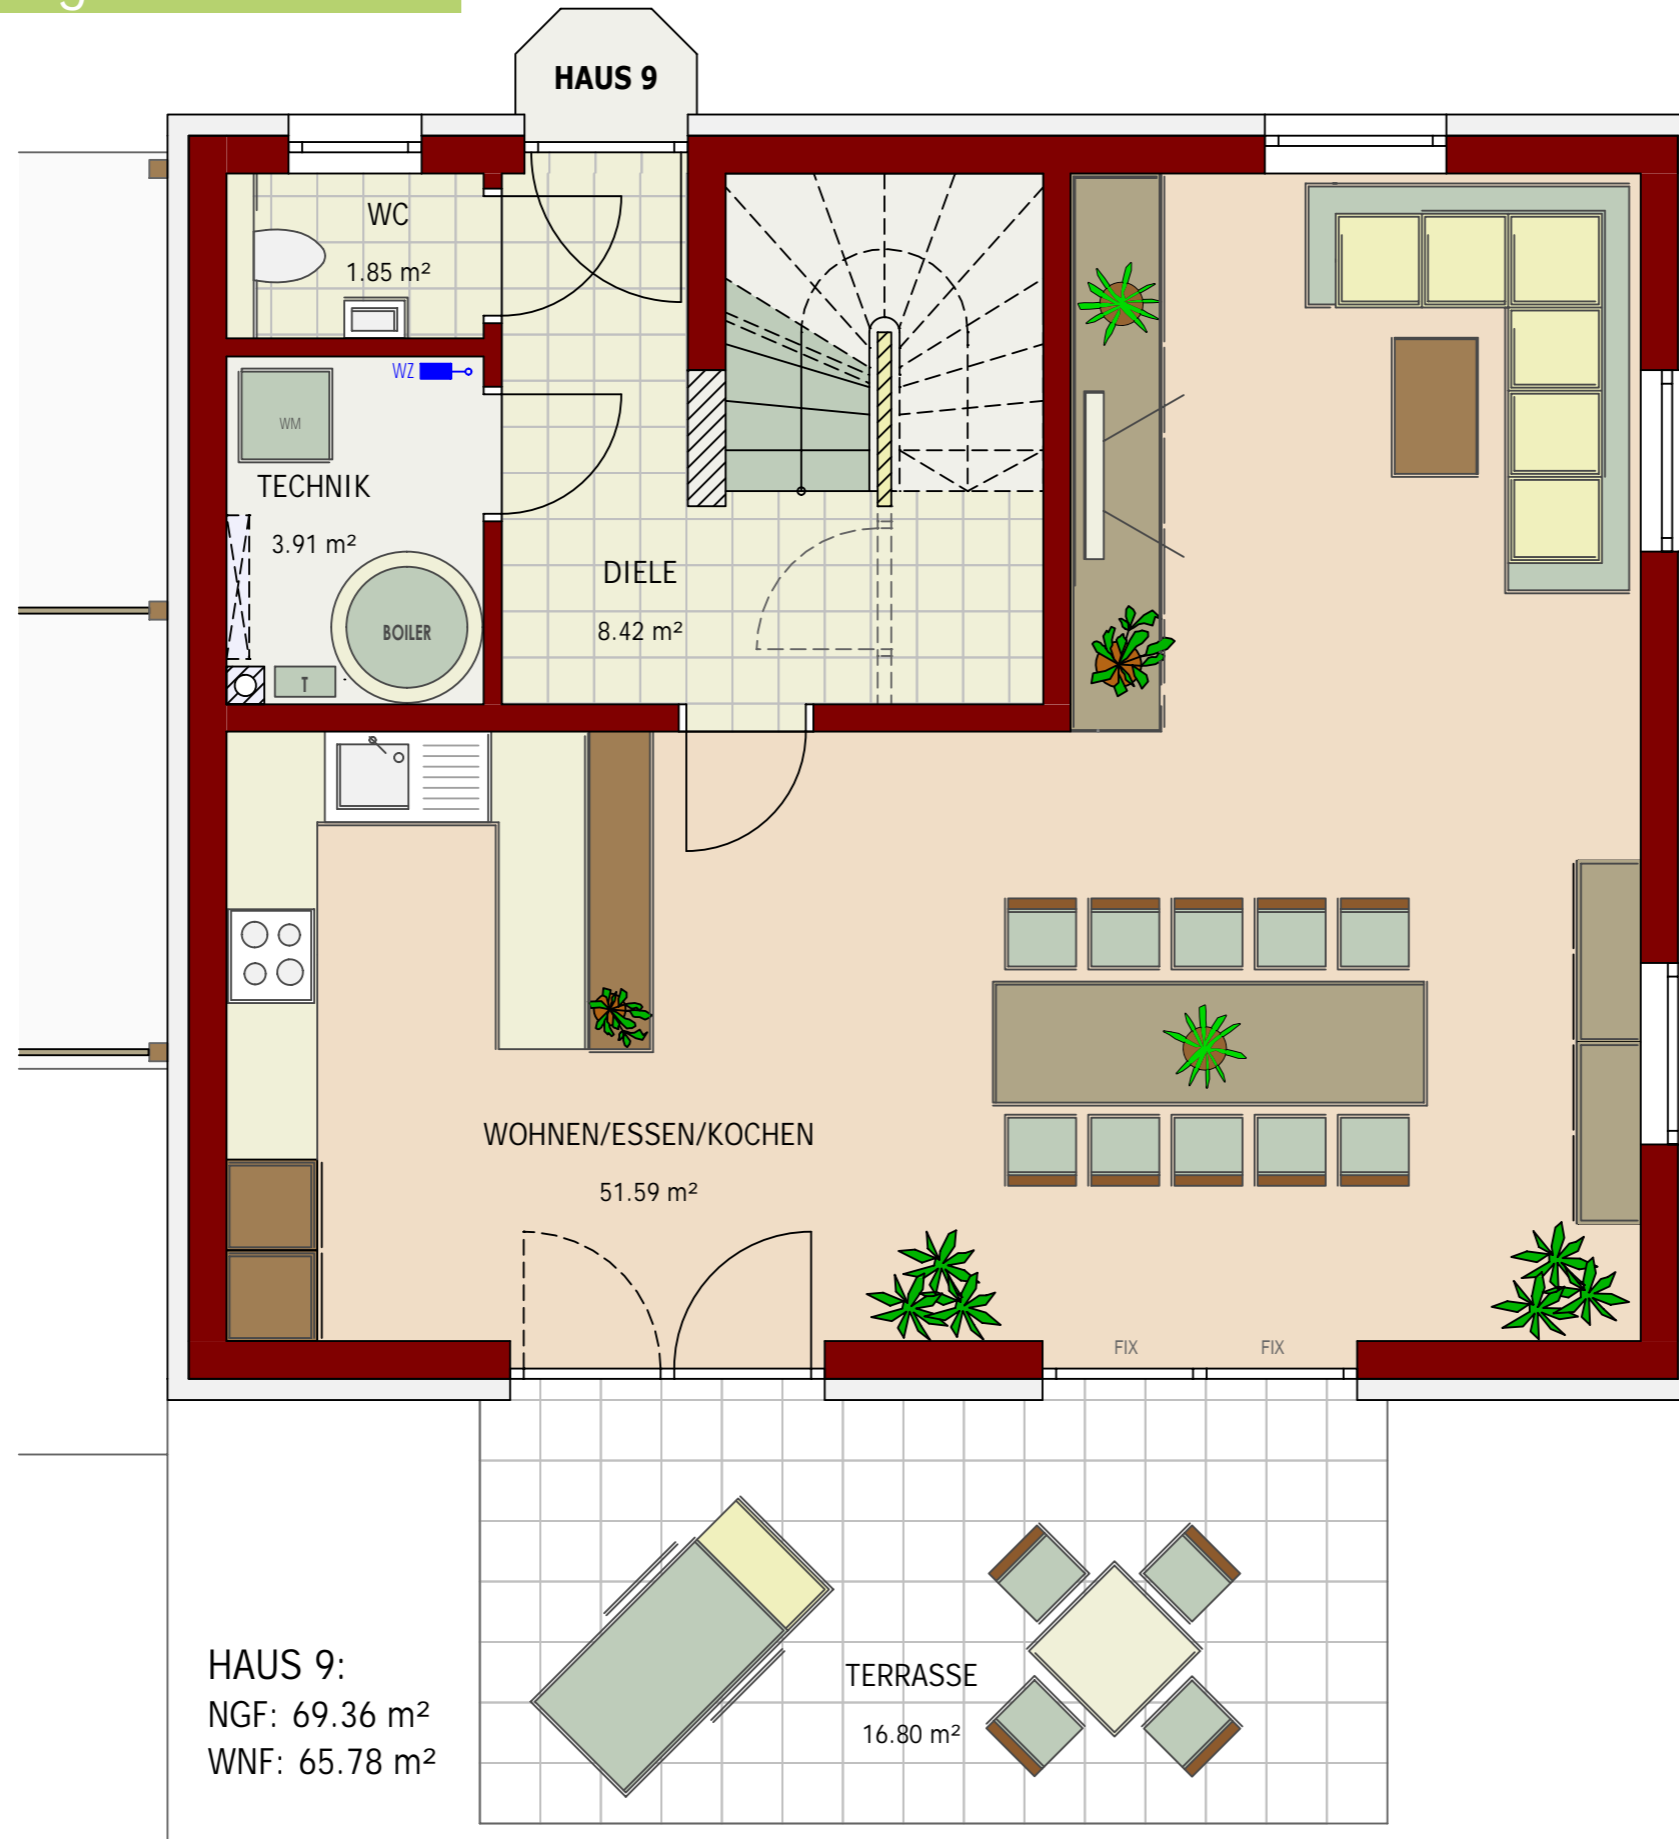 HAUS 9
WC
1.85 m²
WZ
WM
TECHNIK
3.91 m²
BOILER
T
DIELE
8.42 m²
WOHNEN/ESSEN/KOCHEN
51.59 m²
FIX
FIX
TERRASSE
16.80 m²
HAUS 9:
NGF: 69.36 m²
WNF: 65.78 m²